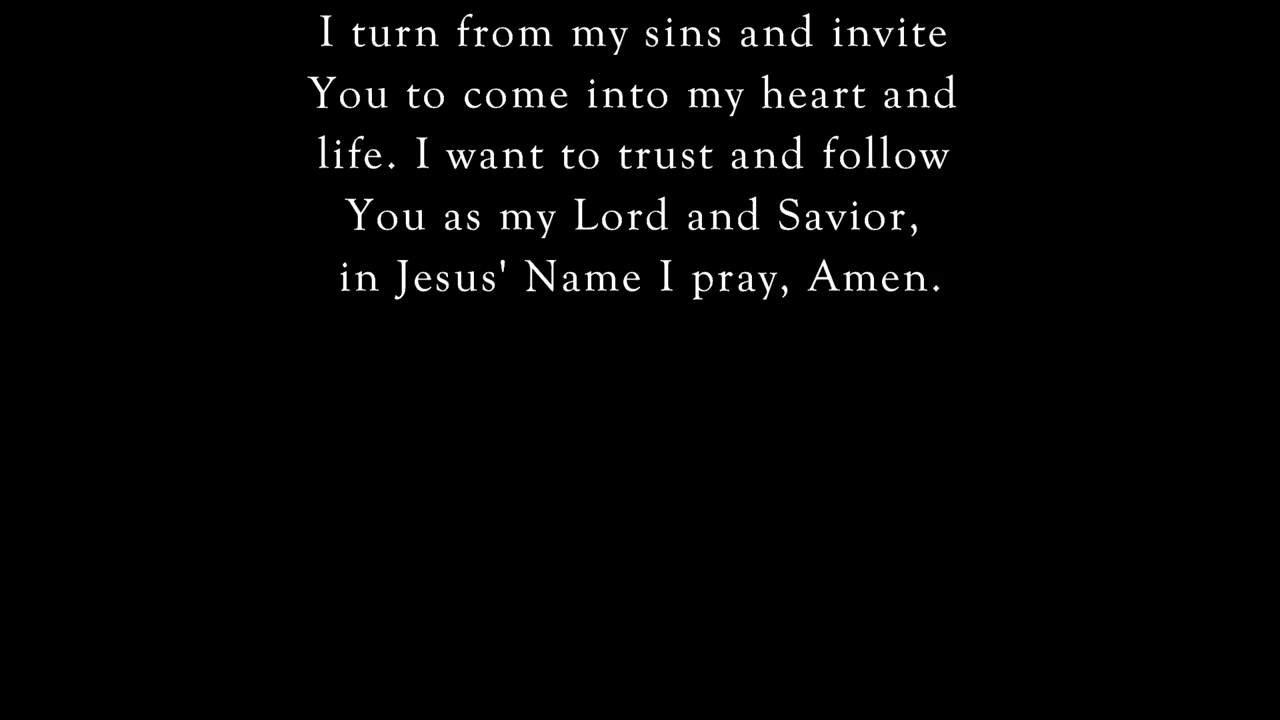 I turn from my sins and invite
You to come into my heart and
life. I want to trust and follow
You as my Lord and Savior,
in Jesus' Name I pray, Amen.